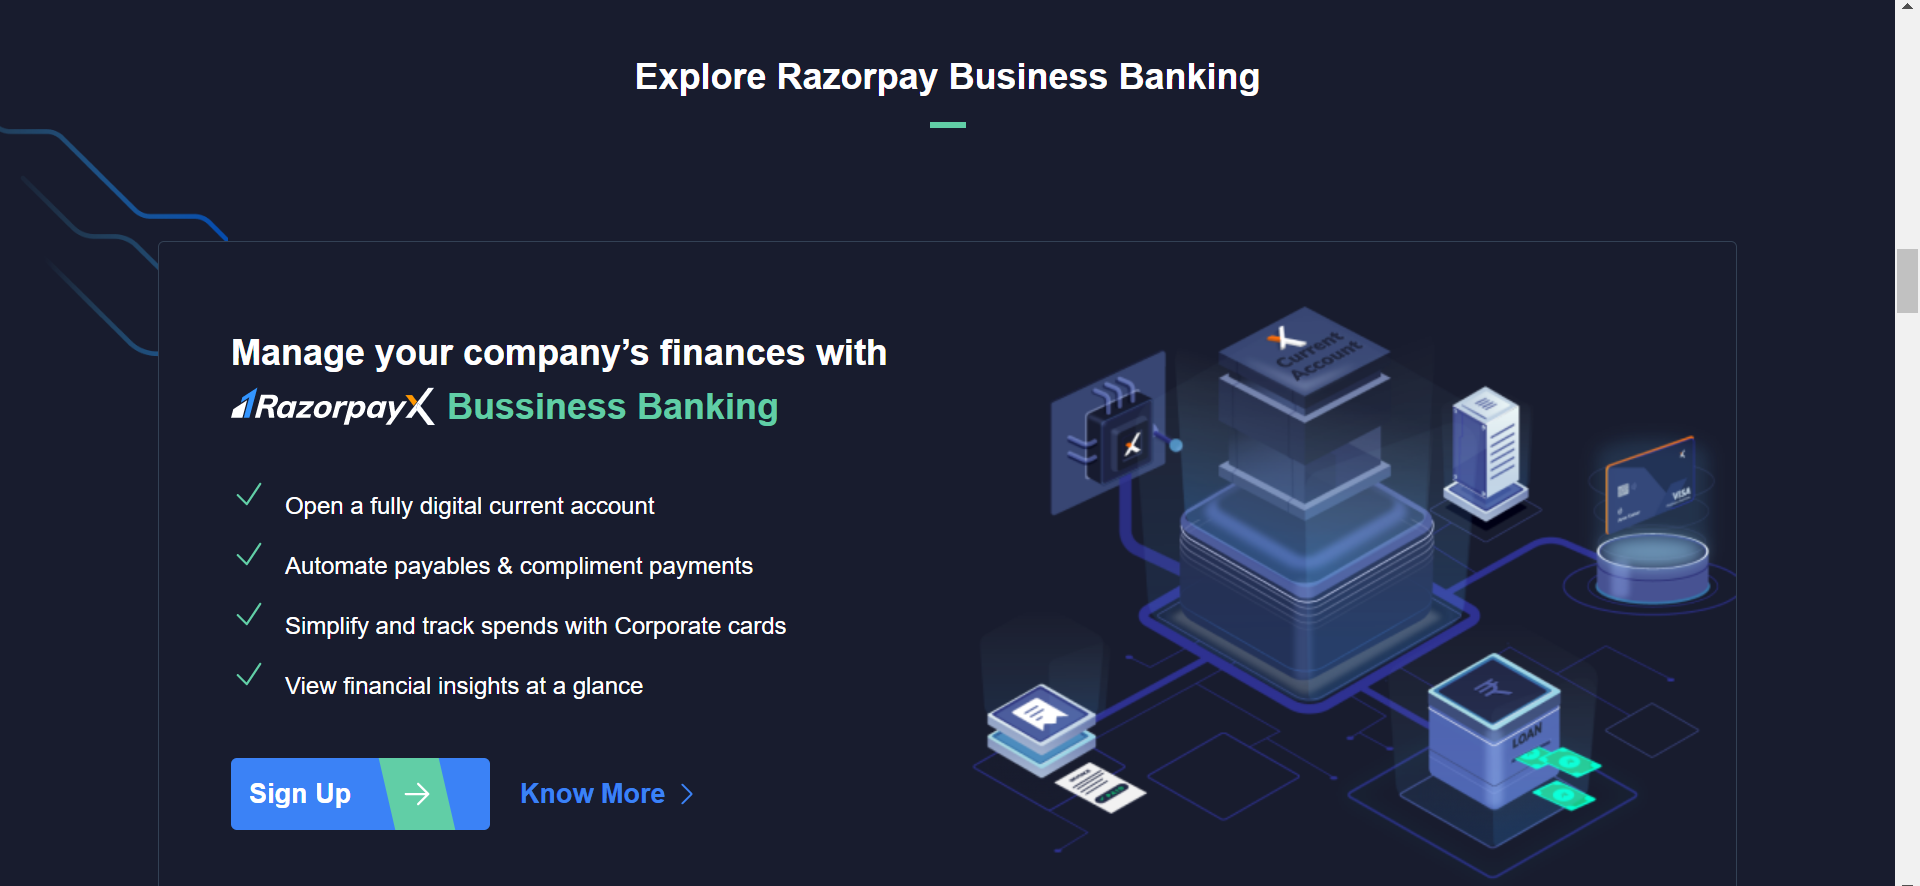 Explore Razorpay Business Banking
Manage your company’s finances with
RazorpayX Bussiness Banking
Open a fully digital current account
Automate payables & compliment payments
Simplify and track spends with Corporate cards
View financial insights at a glance
Sign Up
Know More
X Current
Account
VISA
LOAN
INVOICE
PAID